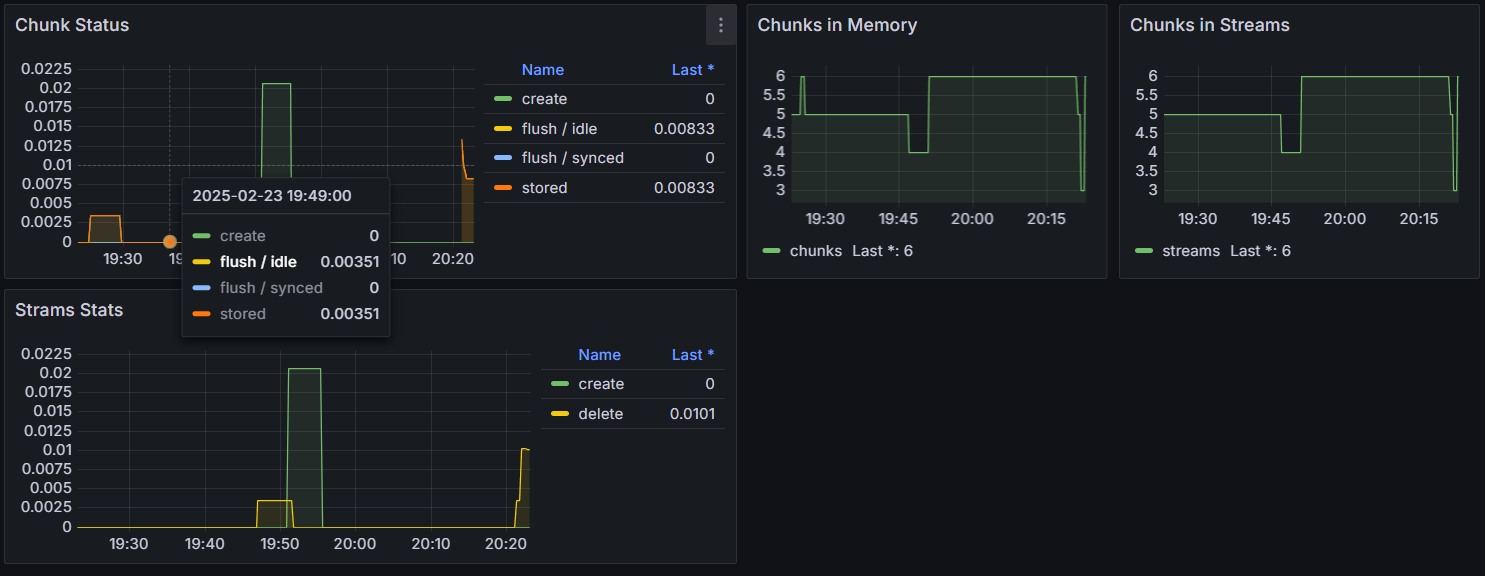 Chunk Status
0.0225
0.02
0.0175
0.015
0.0125
0.01
0.0075
0.005
0.0025
0
19:30
19
10
20:20
Name Last *
create 0
flush / idle 0.00833
flush / synced 0
stored 0.00833
2025-02-23 19:49:00
create 0
flush / idle 0.00351
flush / synced 0
stored 0.00351
Chunks in Memory
6
5.5
5
4.5
4
3.5
3
19:30 19:45 20:00 20:15
chunks Last *: 6
Chunks in Streams
6
5.5
5
4.5
4
3.5
3
19:30 19:45 20:00 20:15
streams Last *: 6
Strams Stats
0.0225
0.02
0.0175
0.015
0.0125
0.01
0.0075
0.005
0.0025
0
19:30 19:40 19:50 20:00 20:10 20:20
Name Last *
create 0
delete 0.0101